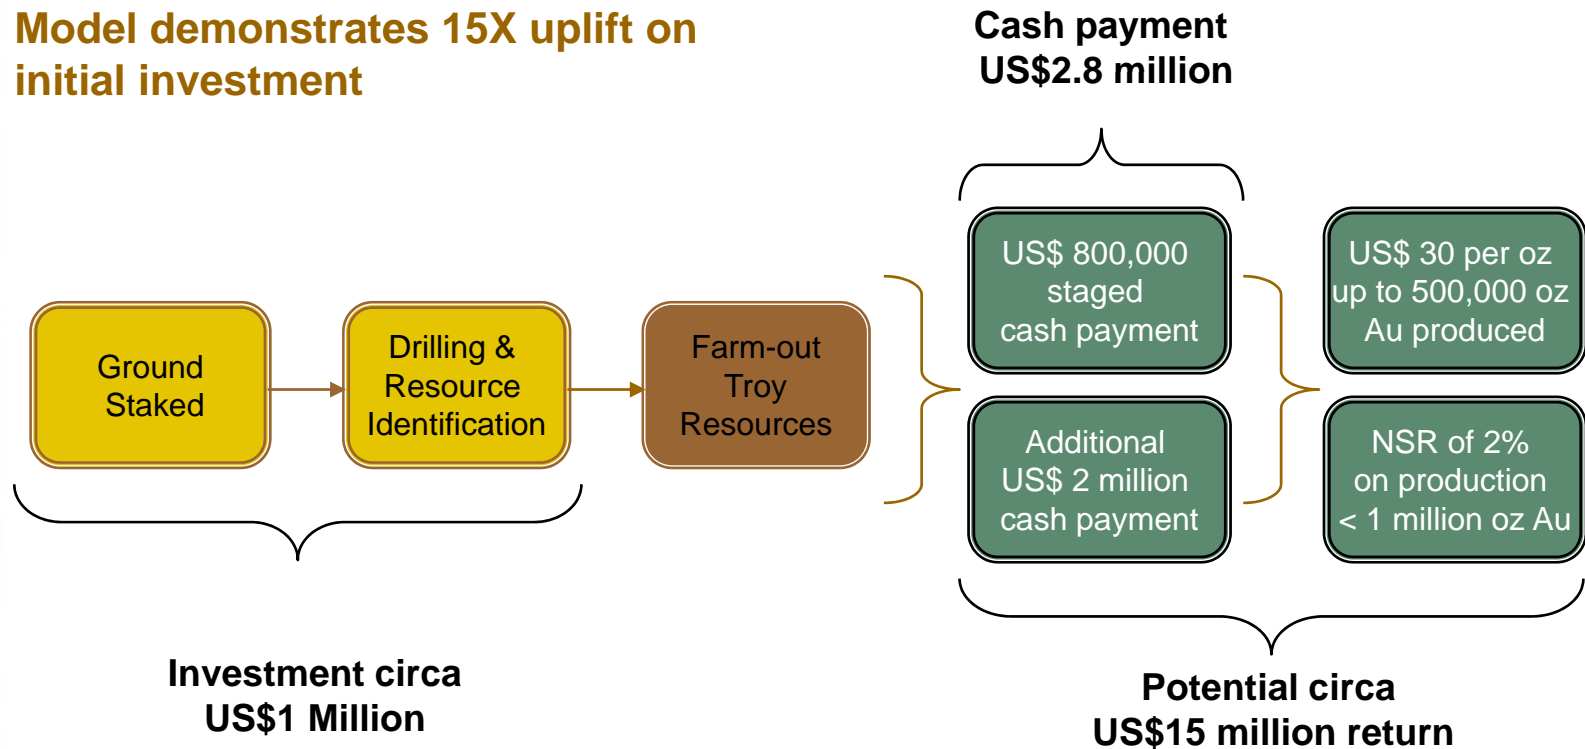 Model demonstrates 15X uplift on
initial investment
Cash payment
US$2.8 million
Ground
Staked
Drilling &
Resource
Identification
Farm-out
Troy
Resources
US$ 800,000
staged
cash payment
Additional
US$ 2 million
cash payment
US$ 30 per oz
up to 500,000 oz
Au produced
NSR of 2%
on production
< 1 million oz Au
Investment circa
US$1 Million
Potential circa
US$15 million return